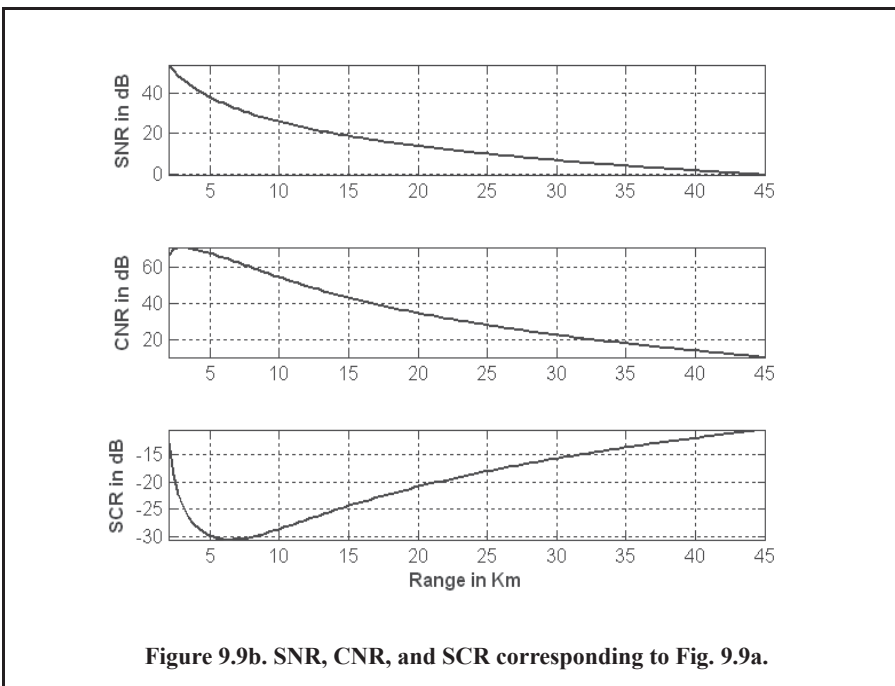 SNR in dB
40
20
0
5 10 15 20 25 30 35 40 45
CNR in dB
60
40
20
5 10 15 20 25 30 35 40 45
SCR in dB
-15
-20
-25
-30
5 10 15 20 25 30 35 40 45
Range in Km
Figure 9.9b. SNR, CNR, and SCR corresponding to Fig. 9.9a.